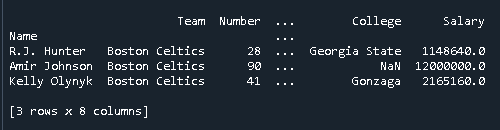 Team Number ... College Salary
Name ...
R.J. Hunter Boston Celtics 28 ... Georgia State 1148640.0
Amir Johnson Boston Celtics 90 ... NaN 12000000.0
Kelly Olynyk Boston Celtics 41 ... Gonzaga 2165160.0
[3 rows x 8 columns]